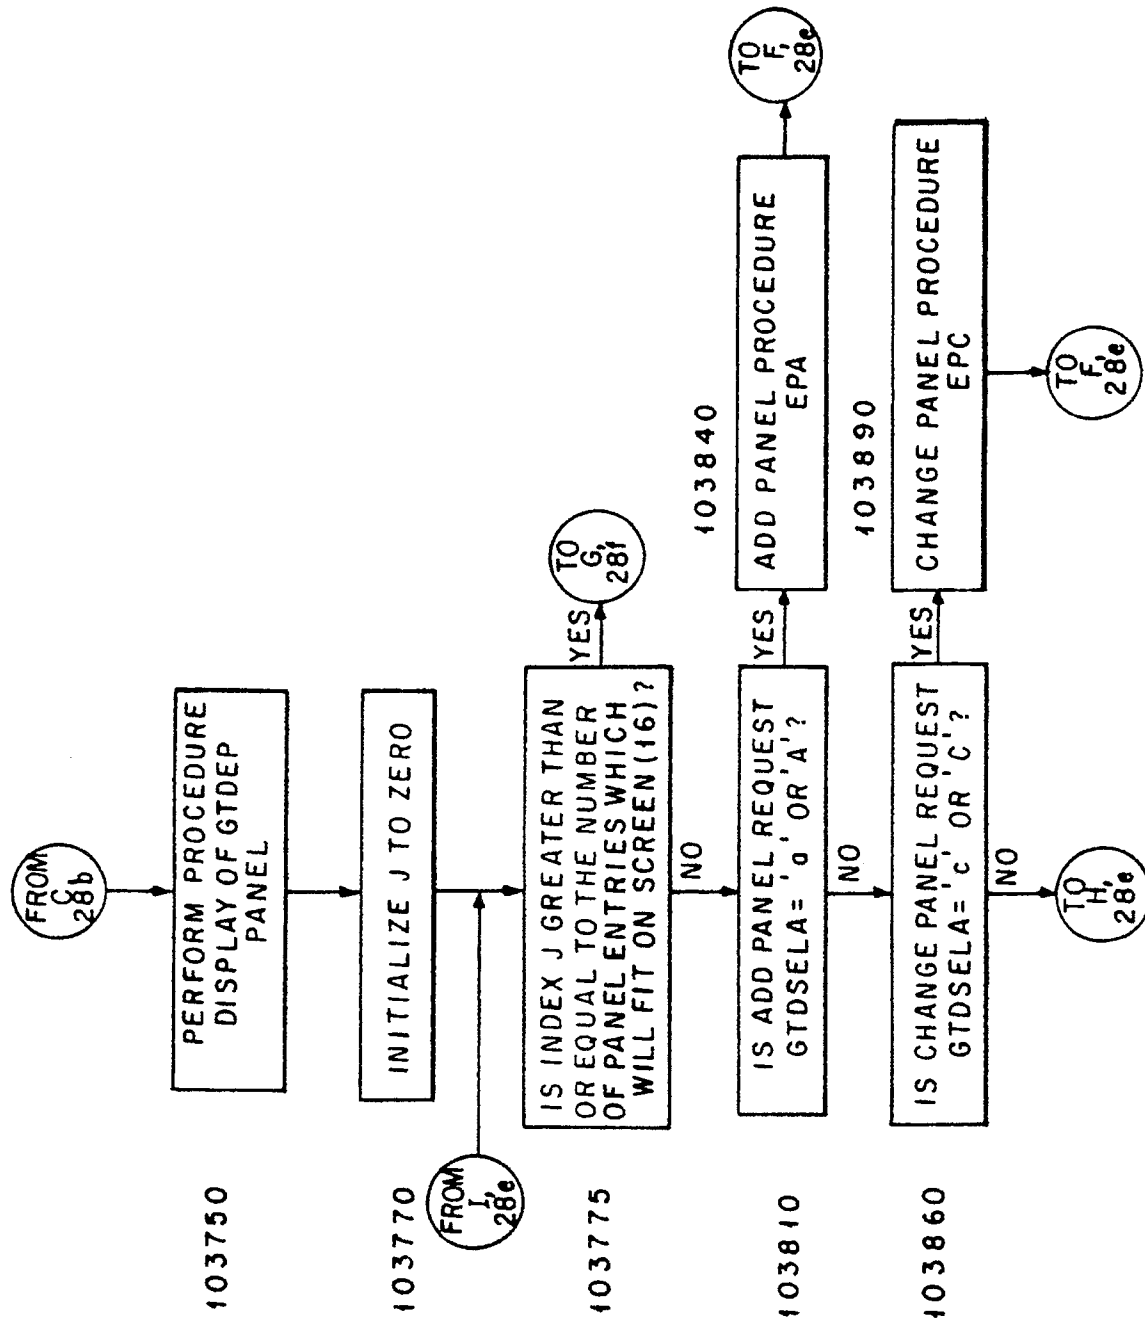 FROM
C,
28b
103750
PERFORM PROCEDURE
DISPLAY OF GTDEP
PANEL
103770
INITIALIZE J TO ZERO
FROM
I,
28e
103775
IS INDEX J GREATER THAN
OR EQUAL TO THE NUMBER
OF PANEL ENTRIES WHICH
WILL FIT ON SCREEN (16)?
YES
TO
G,
28f
NO
103810
IS ADD PANEL REQUEST
GTDSELA= 'a' OR 'A'?
YES
103840
ADD PANEL PROCEDURE
EPA
TO
F,
28e
NO
103860
IS CHANGE PANEL REQUEST
GTDSELA= 'c' OR 'C'?
YES
103890
CHANGE PANEL PROCEDURE
EPC
TO
F,
28e
NO
TO
H,
28e